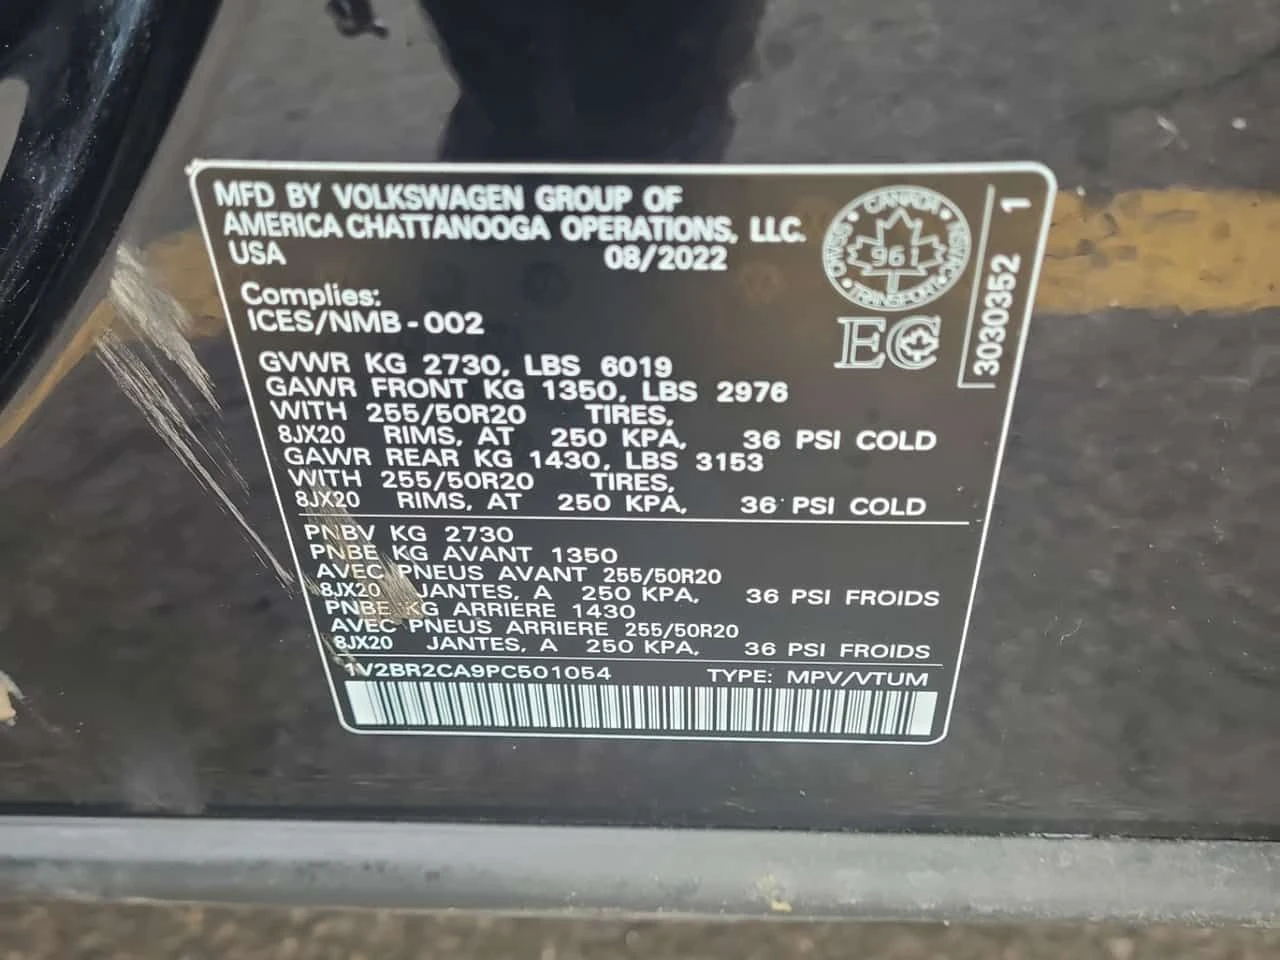 MFD BY VOLKSWAGEN GROUP OF
AMERICA CHATTANOOGA OPERATIONS, LLC.
USA 08/2022
CANADA
961
TRANSPORT
EC
3030352 1
Complies:
ICES/NMB-002
GVWR KG 2730, LBS 6019
GAWR FRONT KG 1350, LBS 2976
WITH 255/50R20 TIRES,
8JX20 RIMS, AT 250 KPA, 36 PSI COLD
GAWR REAR KG 1430, LBS 3153
WITH 255/50R20 TIRES,
8JX20 RIMS, AT 250 KPA, 36 PSI COLD
PNBV KG 2730
PNBE KG AVANT 1350
AVEC PNEUS AVANT 255/50R20
8JX20 JANTES, A 250 KPA, 36 PSI FROIDS
PNBE KG ARRIERE 1430
AVEC PNEUS ARRIERE 255/50R20
8JX20 JANTES, A 250 KPA, 36 PSI FROIDS
1V2BR2CA9PC501054 TYPE: MPV/VTUM